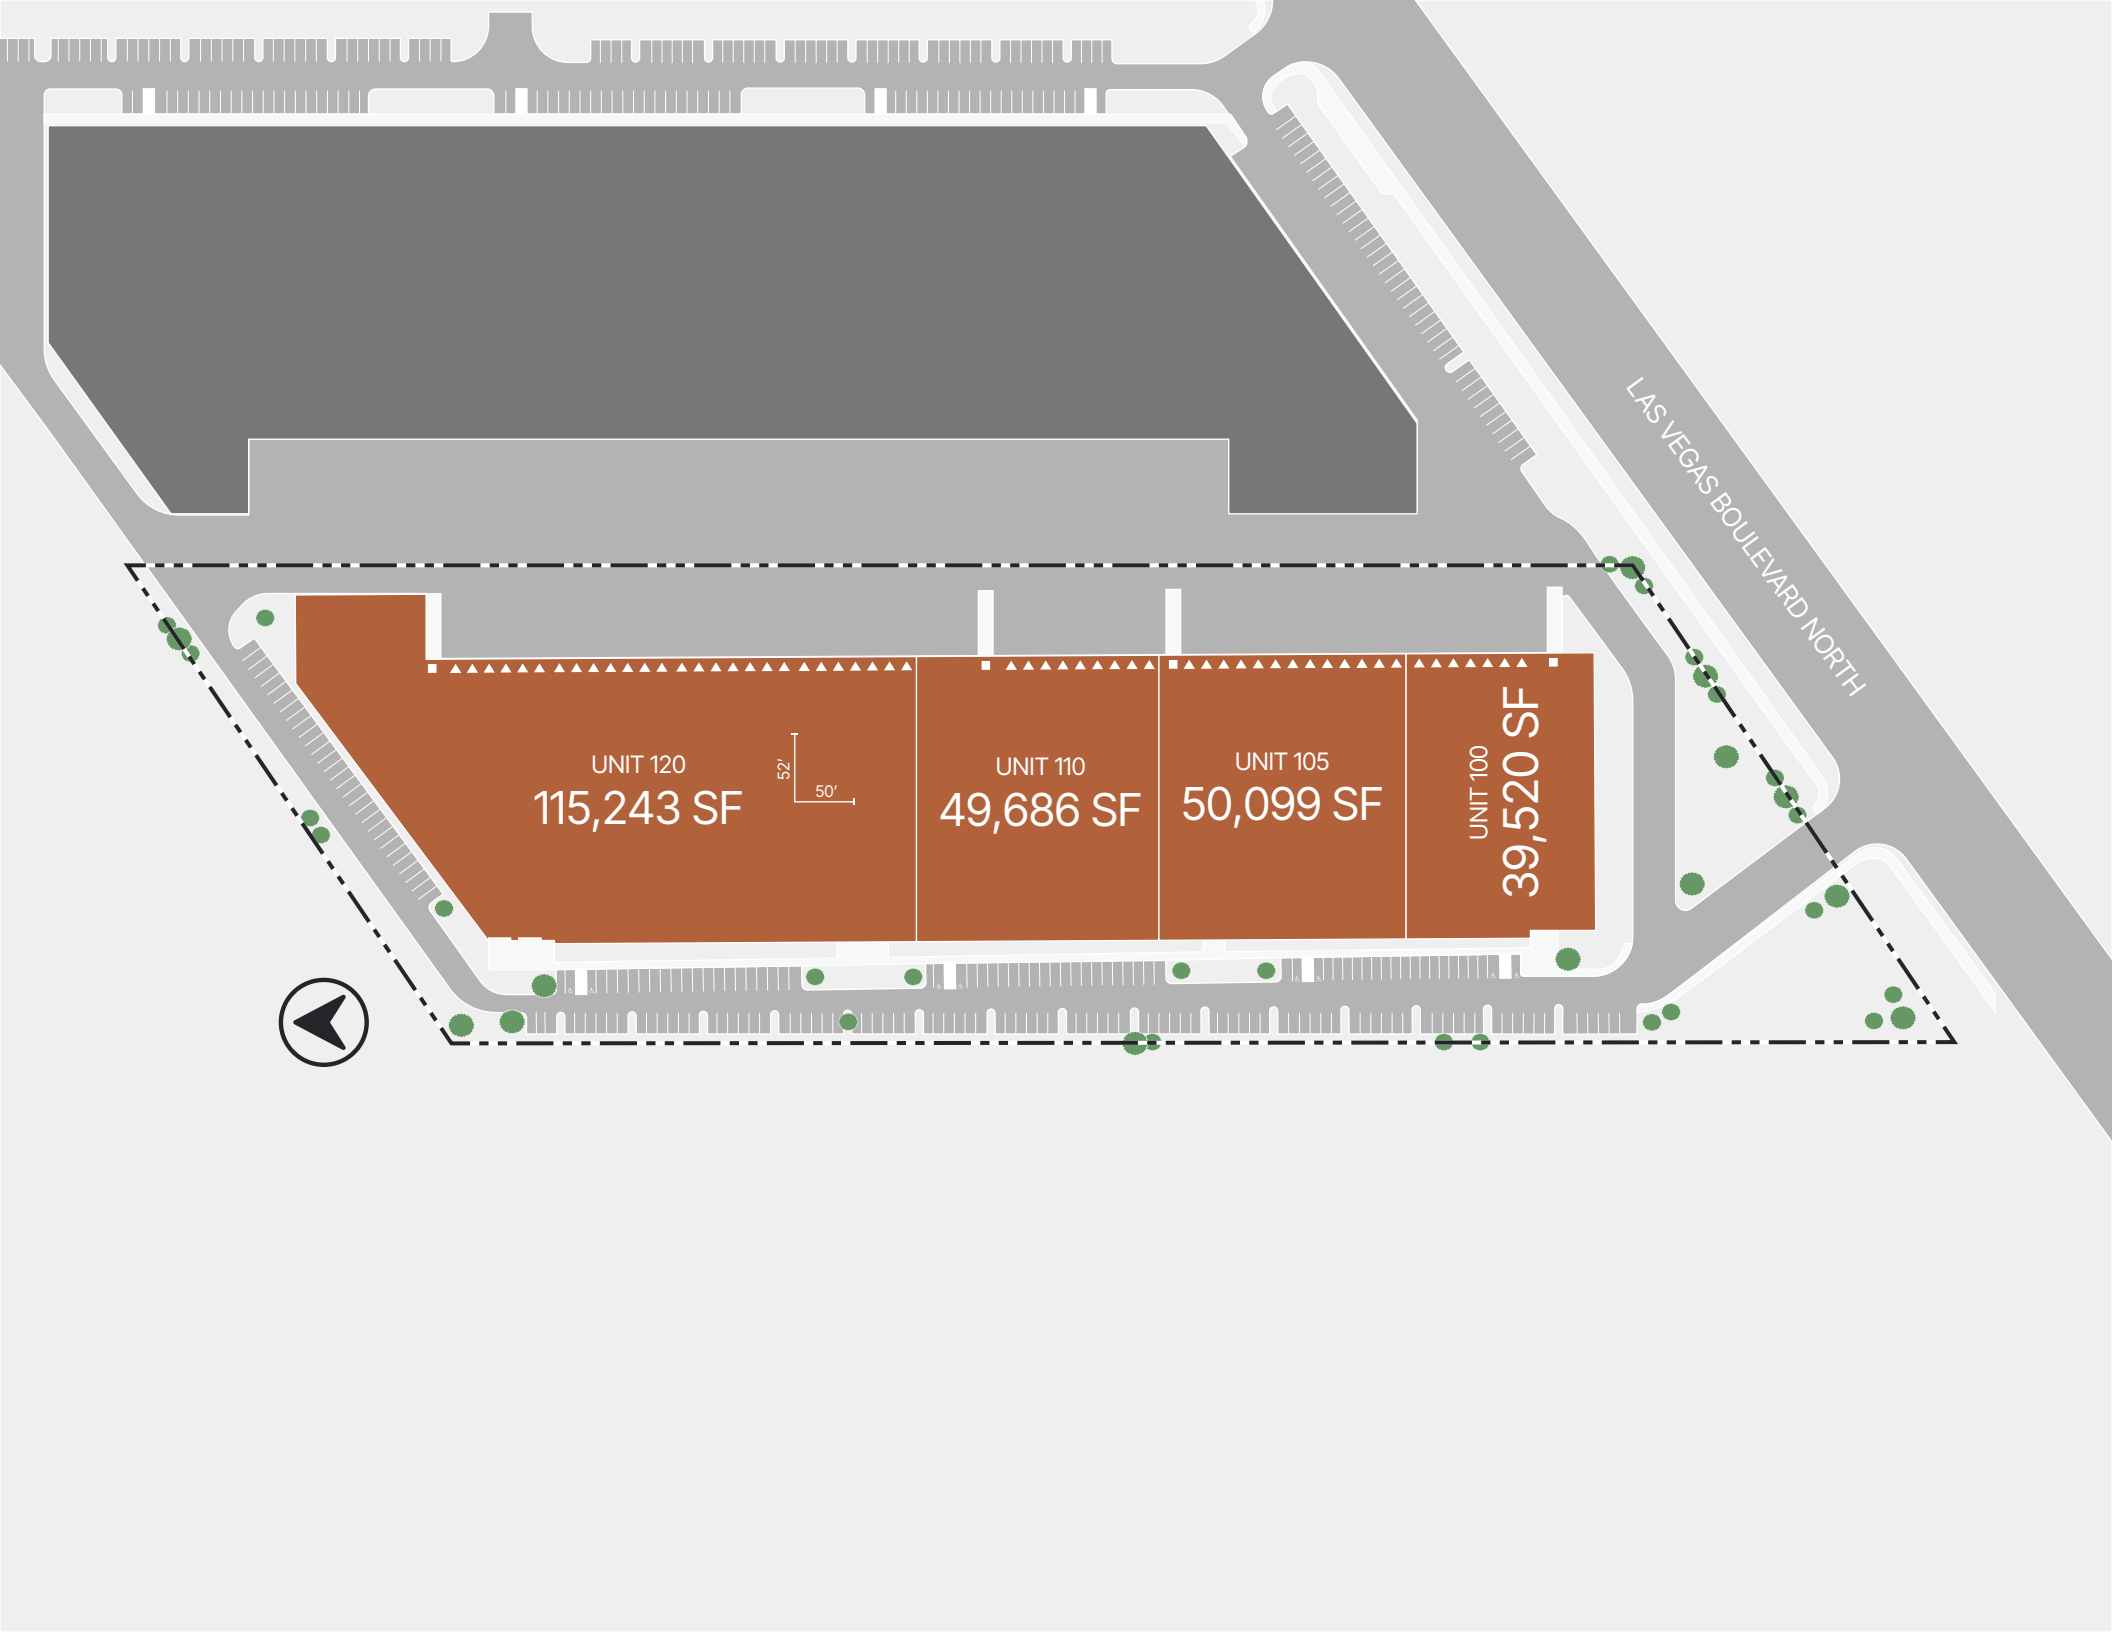 LAS VEGAS BOULEVARD NORTH
UNIT 120
115,243 SF
52'
50'
UNIT 110
49,686 SF
UNIT 105
50,099 SF
UNIT 100
39,520 SF